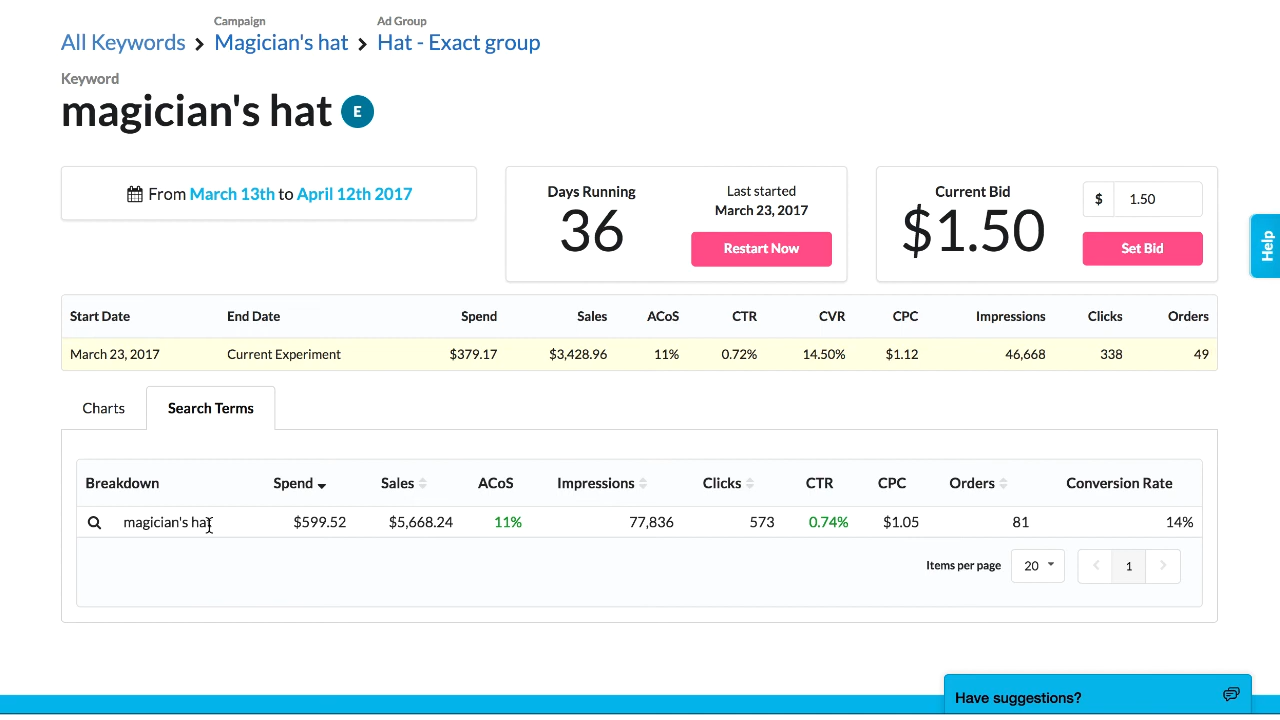 Campaign Ad Group
All Keywords > Magician's hat > Hat - Exact group
Keyword
magician's hat E
From March 13th to April 12th 2017
Days Running
36
Last started
March 23, 2017
Restart Now
Current Bid
$1.50
$ 1.50
Set Bid
Help
Start Date End Date Spend Sales ACoS CTR CVR CPC Impressions Clicks Orders
March 23, 2017 Current Experiment $379.17 $3,428.96 11% 0.72% 14.50% $1.12 46,668 338 49
Charts Search Terms
Breakdown Spend Sales ACoS Impressions Clicks CTR CPC Orders Conversion Rate
magician's hat $599.52 $5,668.24 11% 77,836 573 0.74% $1.05 81 14%
Items per page 20 < 1 >
Have suggestions?